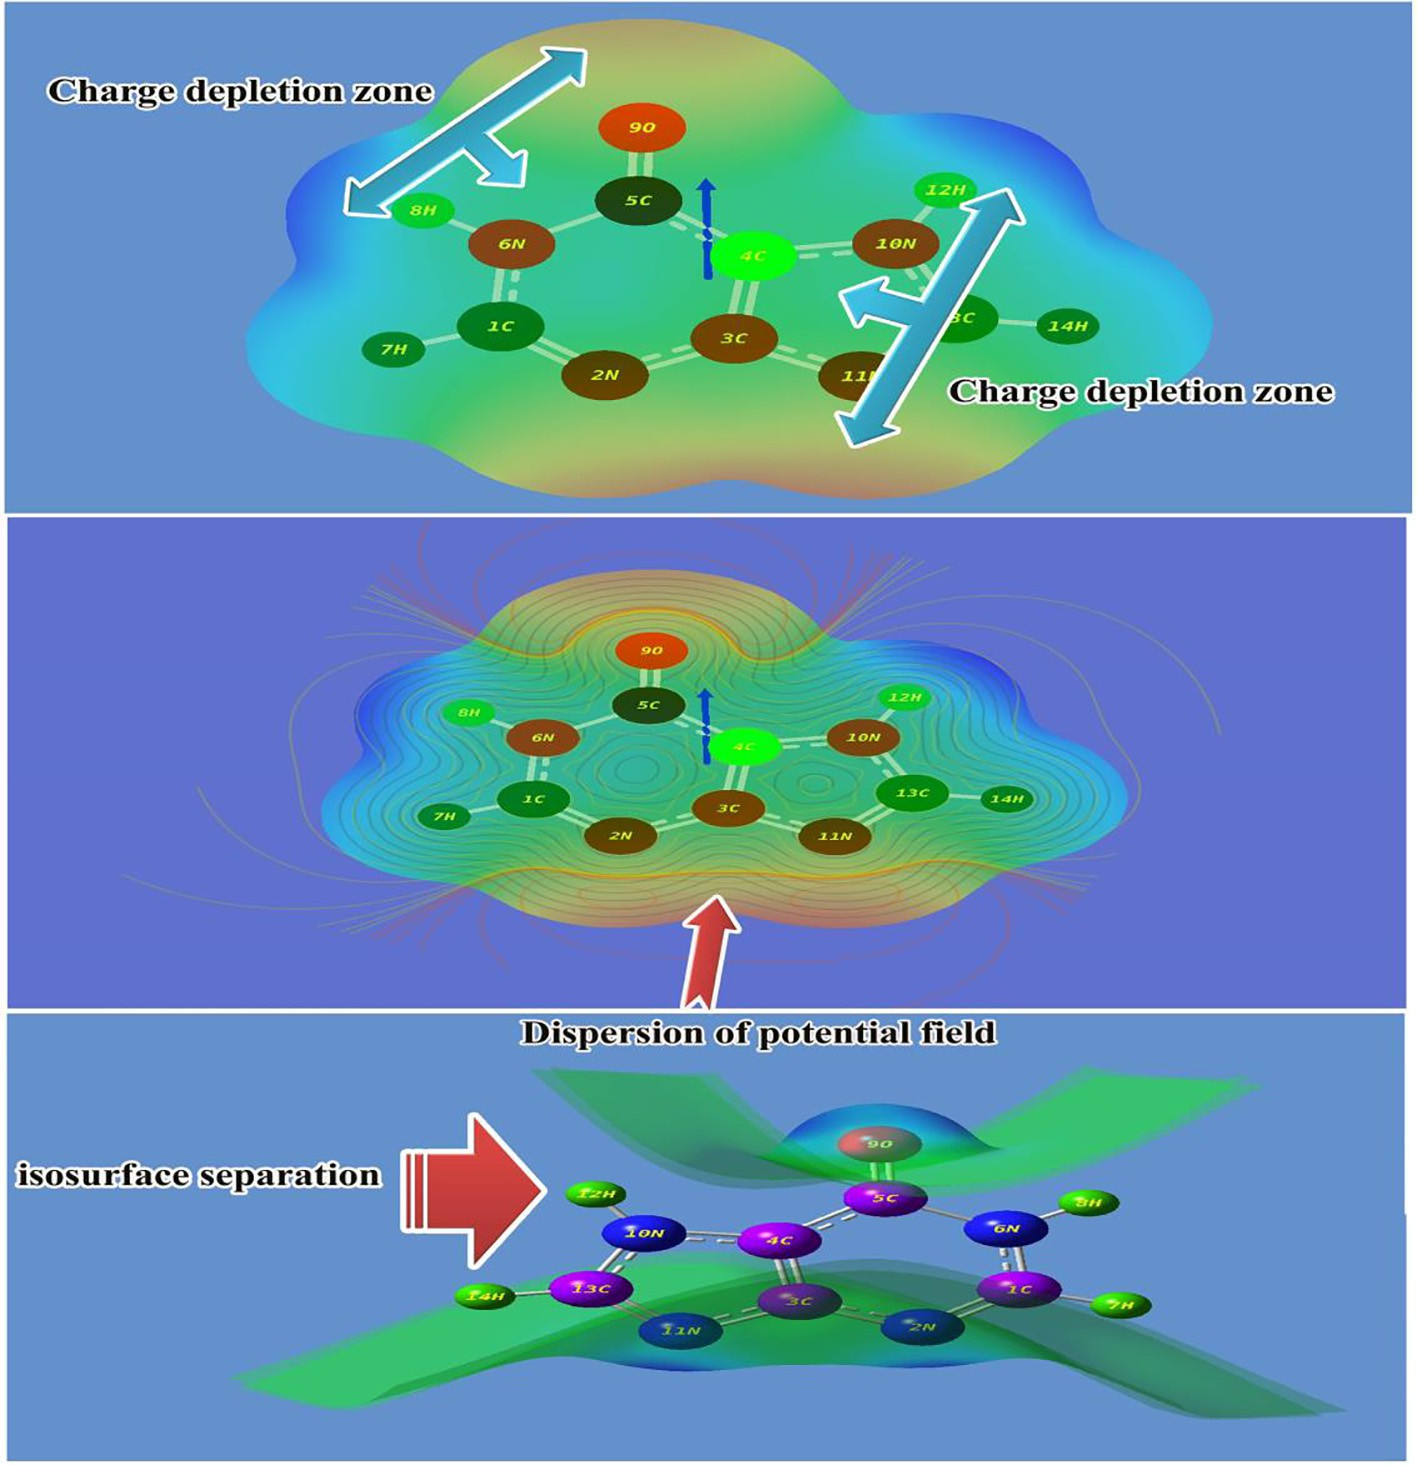 Charge depletion zone
9O
12H
5C
8H
6N
10N
4C
1C
14H
3C
7H
2N
Charge depletion zone
9O
12H
5C
8H
6N
10N
4C
13C
1C
14H
3C
7H
2N
11N
Dispersion of potential field
9O
isosurface separation
12H
5C
8H
10N
4C
6N
13C
1C
14H
3C
7H
11N
2N